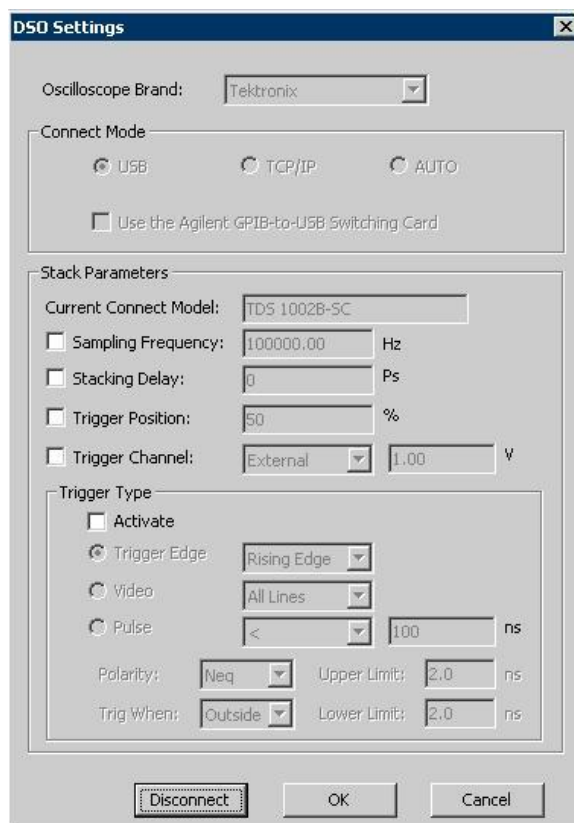 DSO Settings
Oscilloscope Brand: Tektronix
Connect Mode
USB TCP/IP AUTO
Use the Agilent GPIB-to-USB Switching Card
Stack Parameters
Current Connect Model: TDS 1002B-SC
Sampling Frequency: 100000.00 Hz
Stacking Delay: 0 Ps
Trigger Position: 50 %
Trigger Channel: External 1.00 V
Trigger Type
Activate
Trigger Edge Rising Edge
Video All Lines
Pulse < 100 ns
Polarity: Neq Upper Limit: 2.0 ns
Trig When: Outside Lower Limit: 2.0 ns
Disconnect OK Cancel